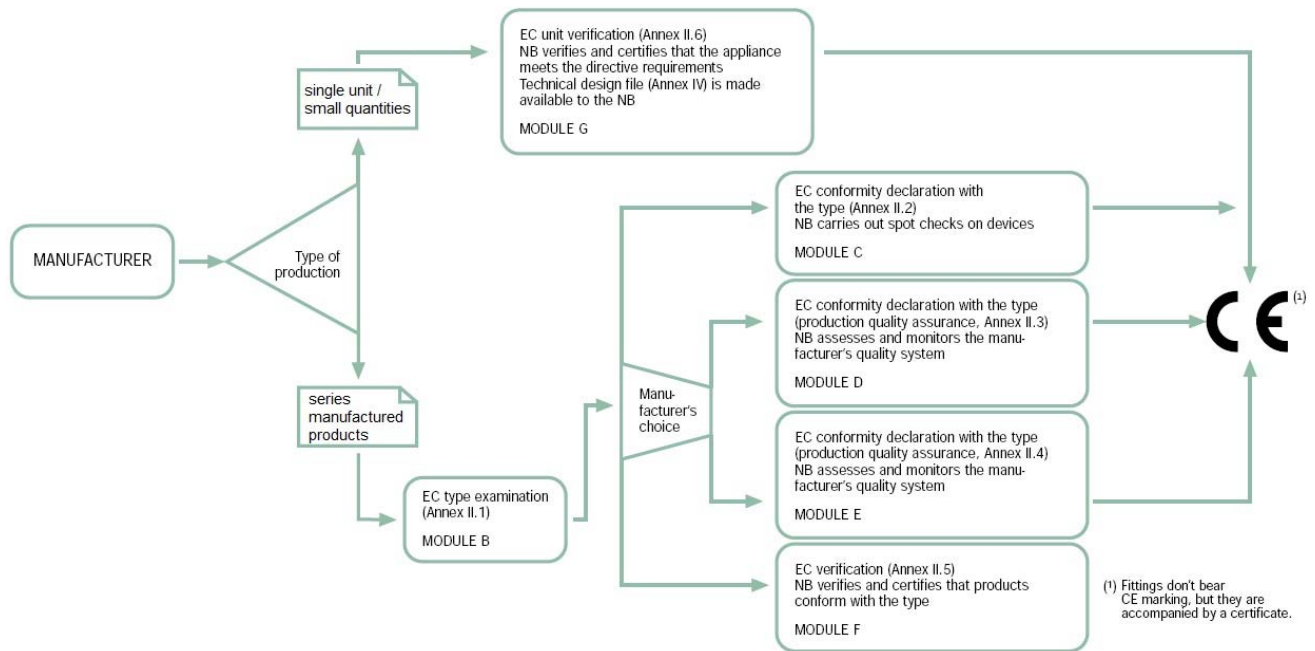 EC unit verification (Annex II.6)
NB verifies and certifies that the appliance
meets the directive requirements
Technical design file (Annex IV) is made
available to the NB
MODULE G
single unit /
small quantities
MANUFACTURER
Type of
production
series
manufactured
products
EC type examination
(Annex II.1)
MODULE B
Manu-
facturer's
choice
EC conformity declaration with
the type (Annex II.2)
NB carries out spot checks on devices
MODULE C
EC conformity declaration with the type
(production quality assurance, Annex II.3)
NB assesses and monitors the manu-
facturer's quality system
MODULE D
EC conformity declaration with the type
(production quality assurance, Annex II.4)
NB assesses and monitors the manu-
facturer's quality system
MODULE E
EC verification (Annex II.5)
NB verifies and certifies that products
conform with the type
MODULE F
CE (1)
(1) Fittings don't bear
CE marking, but they are
accompanied by a certificate.